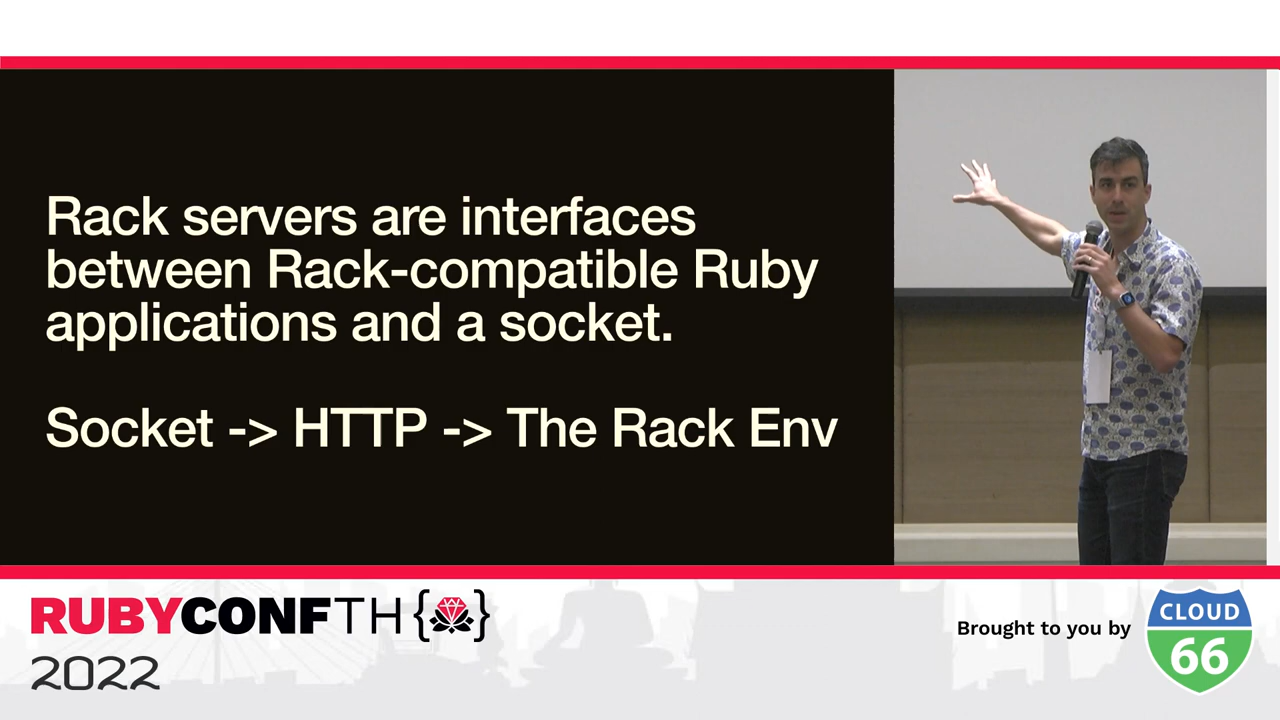 Rack servers are interfaces
between Rack-compatible Ruby
applications and a socket.
Socket -> HTTP -> The Rack Env
RUBYCONFTH
2022
Brought to you by
CLOUD
66